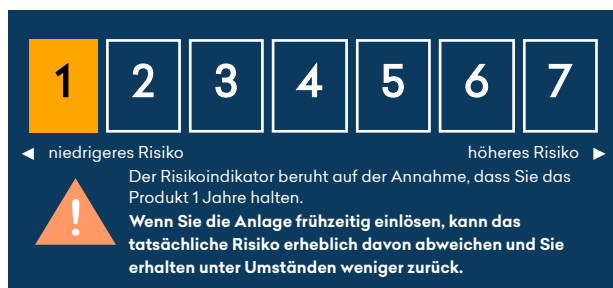 1 2 3 4 5 6 7
◄ niedrigeres Risiko höheres Risiko ►
Der Risikoindikator beruht auf der Annahme, dass Sie das
Produkt 1 Jahre halten.
!
Wenn Sie die Anlage frühzeitig einlösen, kann das
tatsächliche Risiko erheblich davon abweichen und Sie
erhalten unter Umständen weniger zurück.